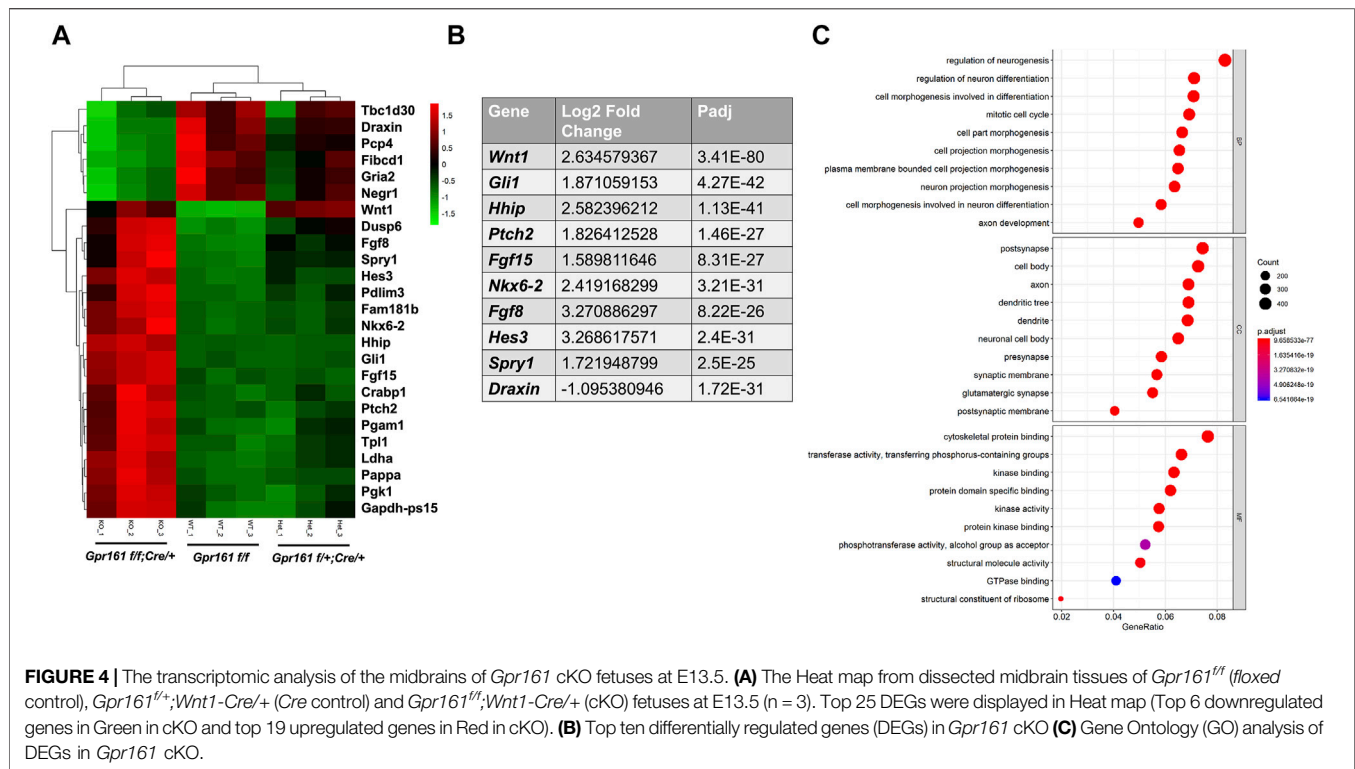 A
B
C
Tbc1d30
Draxin
Pcp4
Fibcd1
Gria2
Negr1
Wnt1
Dusp6
Fgf8
Spry1
Hes3
Pdlim3
Fam181b
Nkx6-2
Hhip
Gli1
Fgf15
Crabp1
Ptch2
Pgam1
Tpl1
Ldha
Pappa
Pgk1
Gapdh-ps15
1.5
1
0.5
0
-0.5
-1
-1.5
KO_1
KO_2
KO_3
WT_1
WT_2
WT_3
Het_1
Het_2
Het_3
Gpr161 f/f;Cre/+
Gpr161 f/f
Gpr161 f/+;Cre/+
Gene Log2 Fold Change Padj
Wnt1 2.634579367 3.41E-80
Gli1 1.871059153 4.27E-42
Hhip 2.582396212 1.13E-41
Ptch2 1.826412528 1.46E-27
Fgf15 1.589811646 8.31E-27
Nkx6-2 2.419168299 3.21E-31
Fgf8 3.270886297 8.22E-26
Hes3 3.268617571 2.4E-31
Spry1 1.721948799 2.5E-25
Draxin -1.095380946 1.72E-31
regulation of neurogenesis
regulation of neuron differentiation
cell morphogenesis involved in differentiation
mitotic cell cycle
cell part morphogenesis
cell projection morphogenesis
plasma membrane bounded cell projection morphogenesis
neuron projection morphogenesis
cell morphogenesis involved in neuron differentiation
axon development
BP
postsynapse
cell body
axon
dendritic tree
dendrite
neuronal cell body
presynapse
synaptic membrane
glutamatergic synapse
postsynaptic membrane
CC
cytoskeletal protein binding
transferase activity, transferring phosphorus-containing groups
kinase binding
protein domain specific binding
kinase activity
protein kinase binding
phosphotransferase activity, alcohol group as acceptor
structural molecule activity
GTPase binding
structural constituent of ribosome
MF
0.02 0.04 0.06 0.08
GeneRatio
Count
200
300
400
p.adjust
9.658533e-77
1.635416e-19
3.270832e-19
4.906248e-19
6.541664e-19
FIGURE 4 | The transcriptomic analysis of the midbrains of Gpr161 cKO fetuses at E13.5. (A) The Heat map from dissected midbrain tissues of Gpr161f/f (floxed
control), Gpr161f/+;Wnt1-Cre/+ (Cre control) and Gpr161f/f;Wnt1-Cre/+ (cKO) fetuses at E13.5 (n = 3). Top 25 DEGs were displayed in Heat map (Top 6 downregulated
genes in Green in cKO and top 19 upregulated genes in Red in cKO). (B) Top ten differentially regulated genes (DEGs) in Gpr161 cKO (C) Gene Ontology (GO) analysis of
DEGs in Gpr161 cKO.